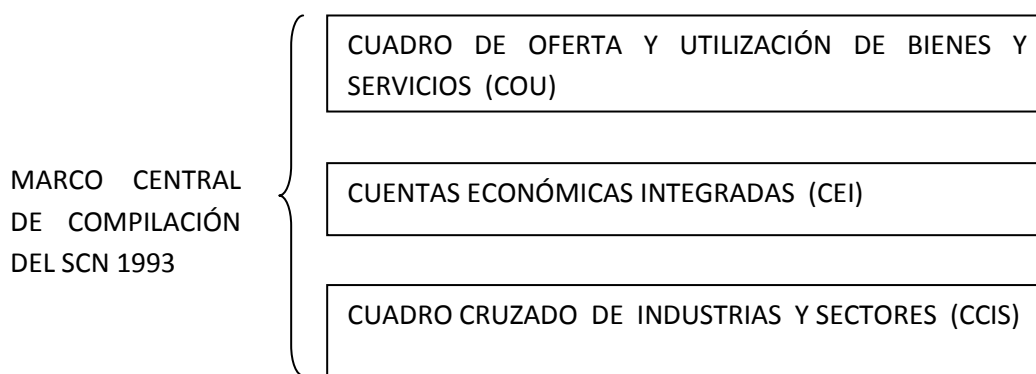 CUADRO DE OFERTA Y UTILIZACIÓN DE BIENES Y
SERVICIOS (COU)
MARCO CENTRAL
DE COMPILACIÓN
DEL SCN 1993
CUENTAS ECONÓMICAS INTEGRADAS (CEI)
CUADRO CRUZADO DE INDUSTRIAS Y SECTORES (CCIS)